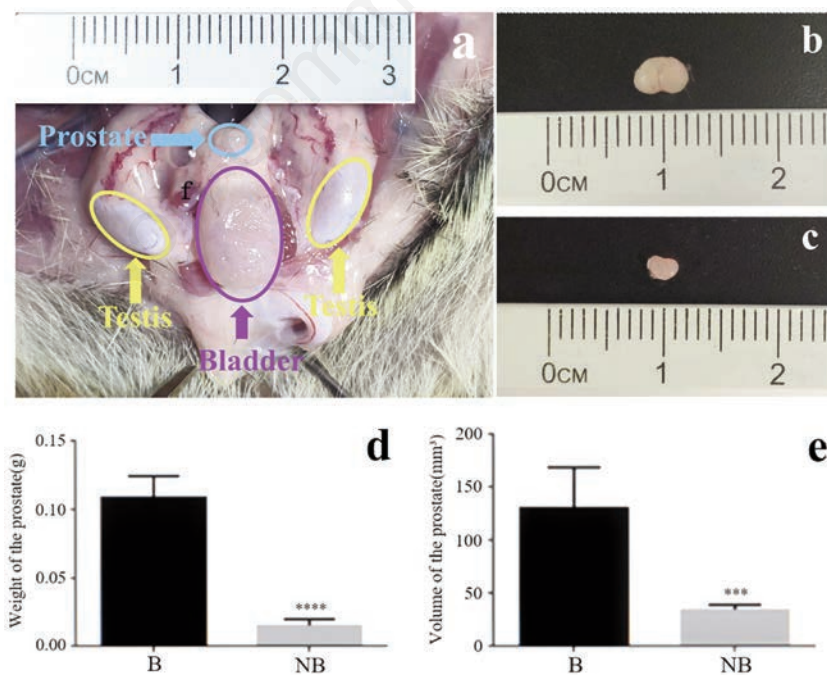 a
0CM 1 2 3
Prostate
f
Testis
Testis
Bladder
b
0CM 1 2
c
0CM 1 2
d
Weight of the prostate(g)
0.15
0.10
0.05
0.00
****
B NB
e
Volume of the prostate(mm³)
200
150
100
50
0
***
B NB